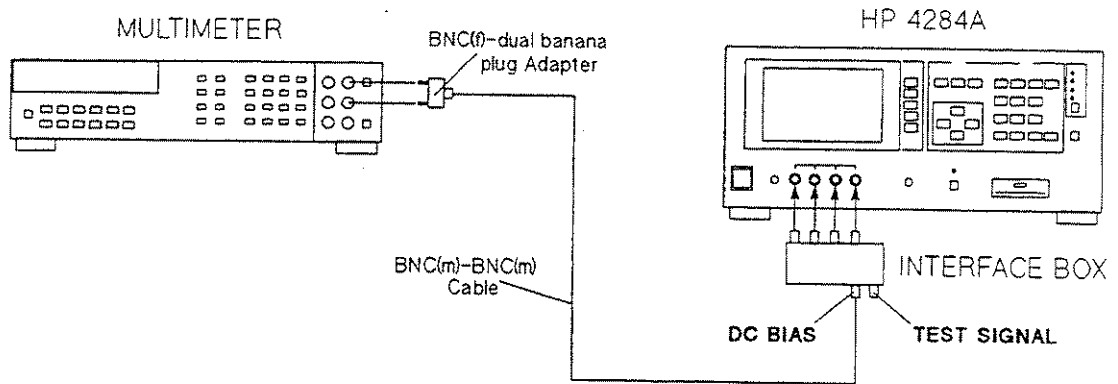 MULTIMETER
BNC(f)-dual banana
plug Adapter
HP 4284A
BNC(m)-BNC(m)
Cable
INTERFACE BOX
DC BIAS
TEST SIGNAL